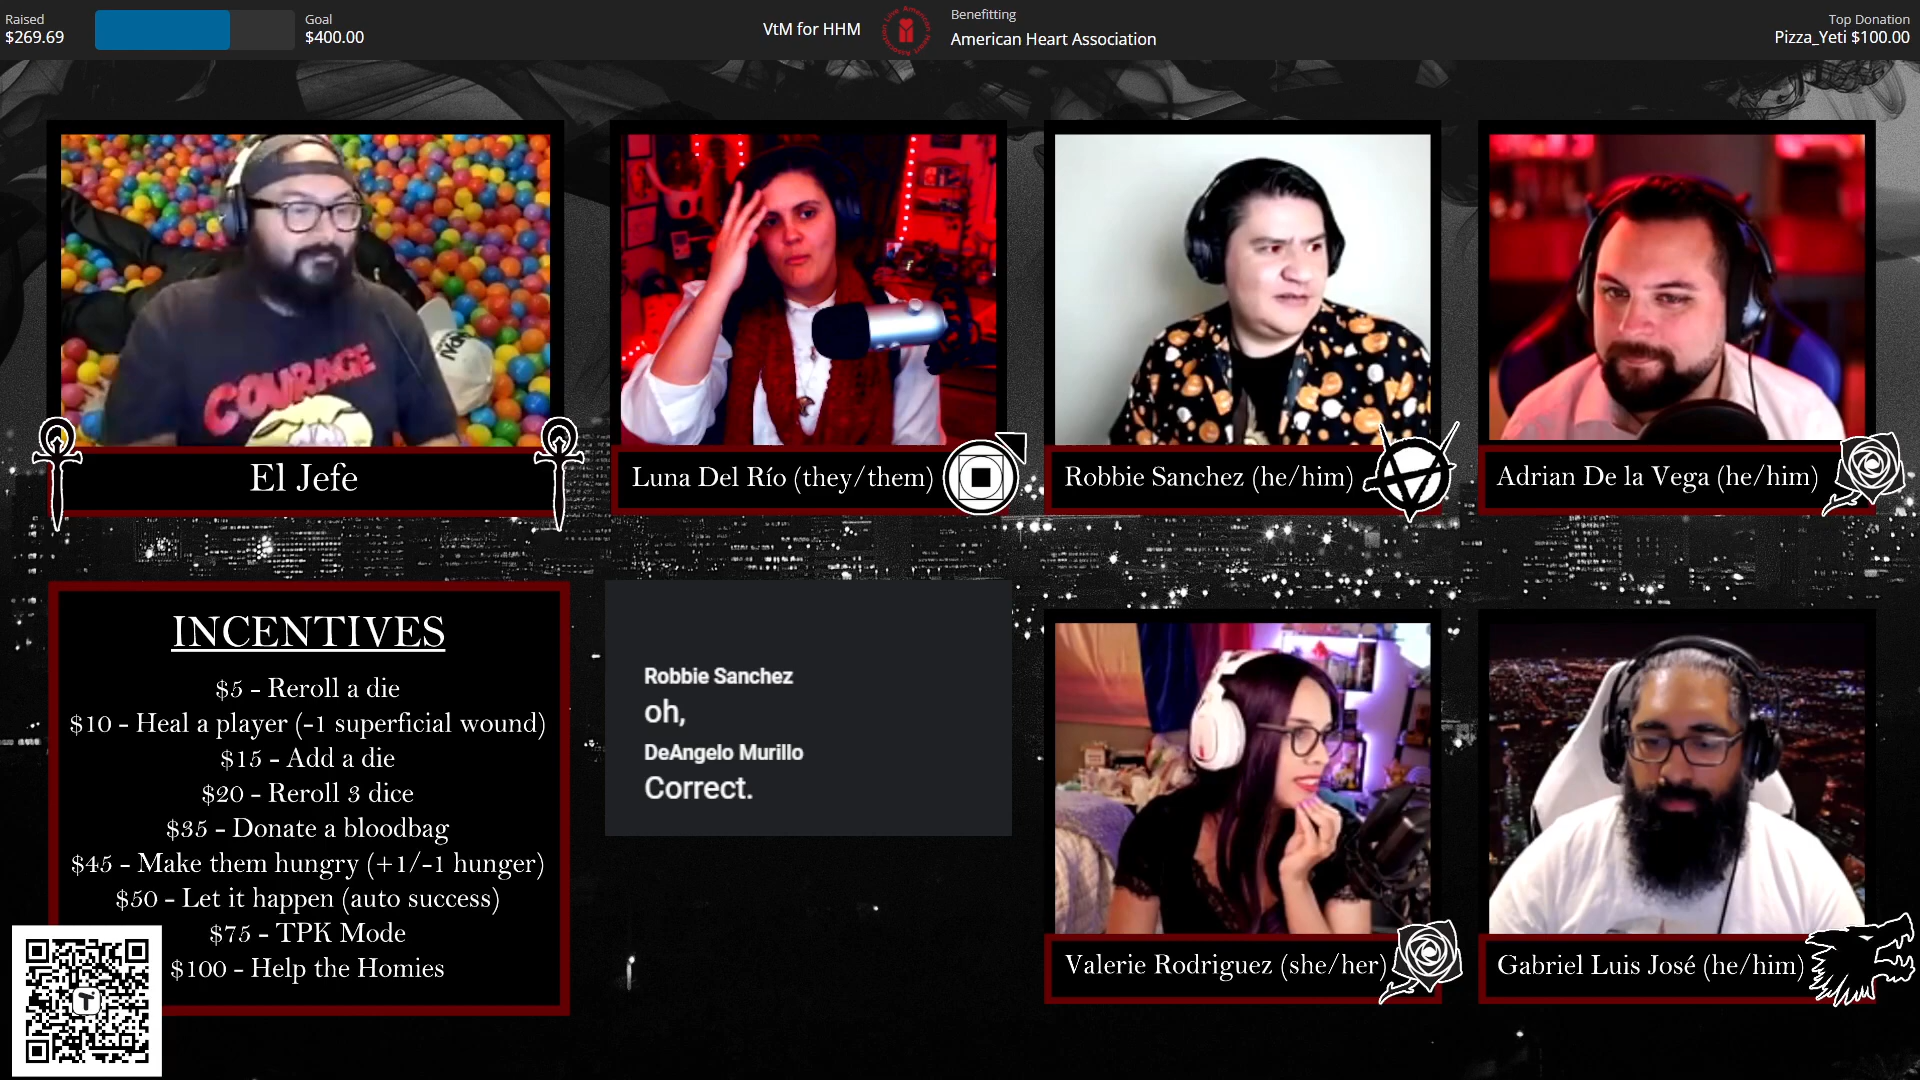 Raised
$269.69
Goal
$400.00
VtM for HHM
Benefitting
American Heart Association
Top Donation
Pizza_Yeti $100.00
COURAGE
El Jefe
Luna Del Río (they/them)
Robbie Sanchez (he/him)
Adrian De la Vega (he/him)
INCENTIVES
$5 - Reroll a die
$10 - Heal a player (-1 superficial wound)
$15 - Add a die
$20 - Reroll 3 dice
$35 - Donate a bloodbag
$45 - Make them hungry (+1/-1 hunger)
$50 - Let it happen (auto success)
$75 - TPK Mode
$100 - Help the Homies
T
Robbie Sanchez
oh,
DeAngelo Murillo
Correct.
Valerie Rodriguez (she/her)
Gabriel Luis José (he/him)